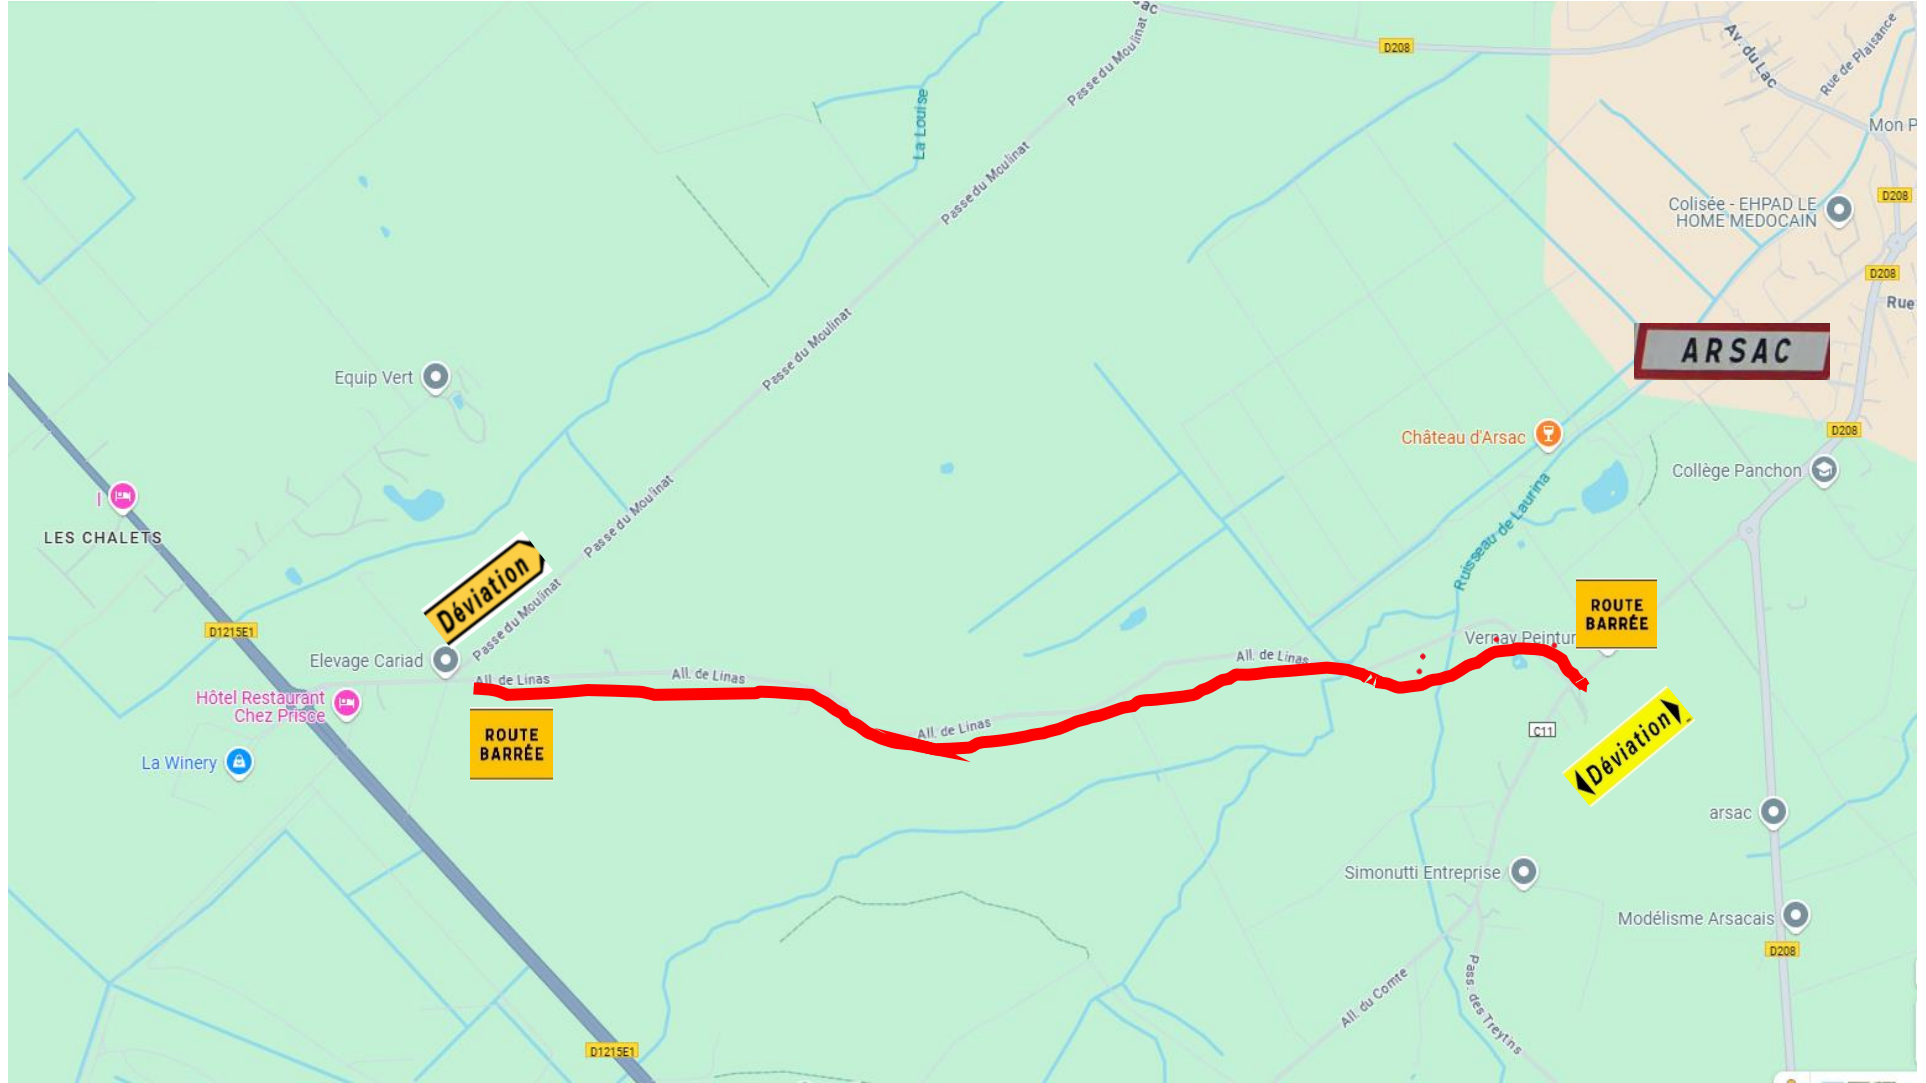 ac
D208
Av. du Lac
Rue de Plaisance
Passe du Moulinat
La Louise
Mon P
Passe du Moulinat
D208
Colisée - EHPAD LE
HOME MEDOCAIN
D208
Rue
Passe du Moulinat
ARSAC
Equip Vert
Château d'Arsac
D208
Collège Panchon
LES CHALETS
Passe du Moulinat
Ruisseau de Laurina
Déviation
Passe du Moulinat
ROUTE
BARRÉE
D1215E1
Vernay Peintur
Elevage Cariad
All. de Linas
All. de Linas
All. de Linas
Hôtel Restaurant
Chez Prisce
All. de Linas
C11
Déviation
ROUTE
BARRÉE
La Winery
arsac
Simonutti Entreprise
Modélisme Arsacais
D208
All. du Comte
Pass. des Treytins
D1215E1